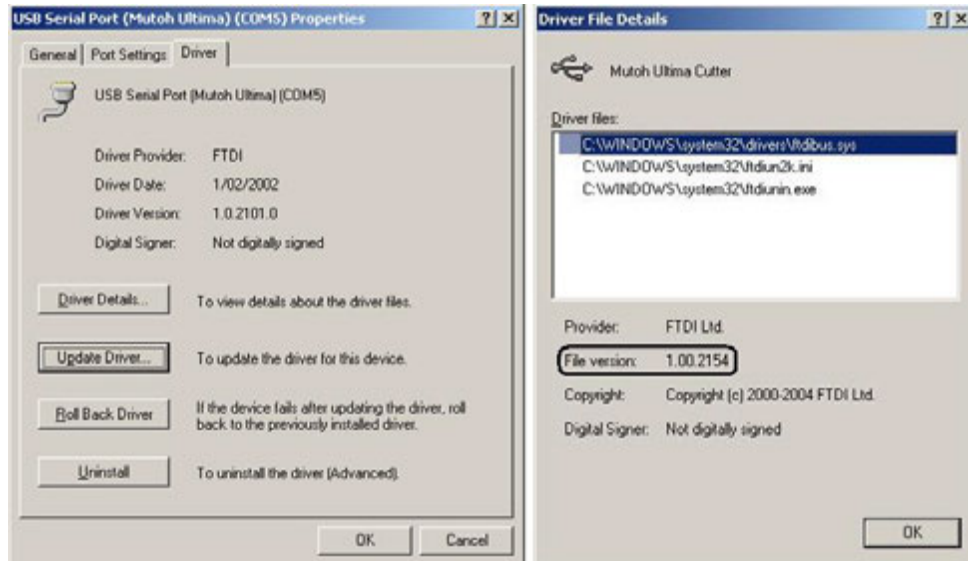 USB Serial Port (Mutoh Ultima) (COM5) Properties
General Port Settings Driver
USB Serial Port (Mutoh Ultima) (COM5)
Driver Provider: FTDI
Driver Date: 1/02/2002
Driver Version: 1.0.2101.0
Digital Signer: Not digitally signed
Driver Details...
To view details about the driver files.
Update Driver...
To update the driver for this device.
Roll Back Driver
If the device fails after updating the driver, roll
back to the previously installed driver.
Uninstall
To uninstall the driver (Advanced).
OK Cancel
Driver File Details
Mutoh Ultima Cutter
Driver files:
C:\WINDOWS\system32\drivers\ftdibus.sys
C:\WINDOWS\system32\ftdiun2k.ini
C:\WINDOWS\system32\ftdiunin.exe
Provider: FTDI Ltd.
File version: 1.00.2154
Copyright: Copyright (c) 2000-2004 FTDI Ltd.
Digital Signer: Not digitally signed
OK